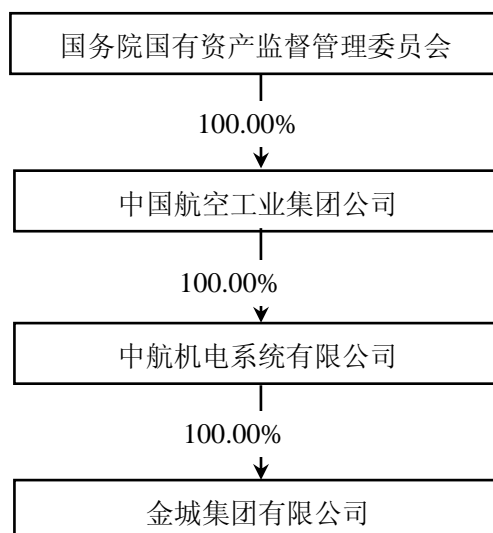 国务院国有资产监督管理委员会
100.00%
中国航空工业集团公司
100.00%
中航机电系统有限公司
100.00%
金城集团有限公司